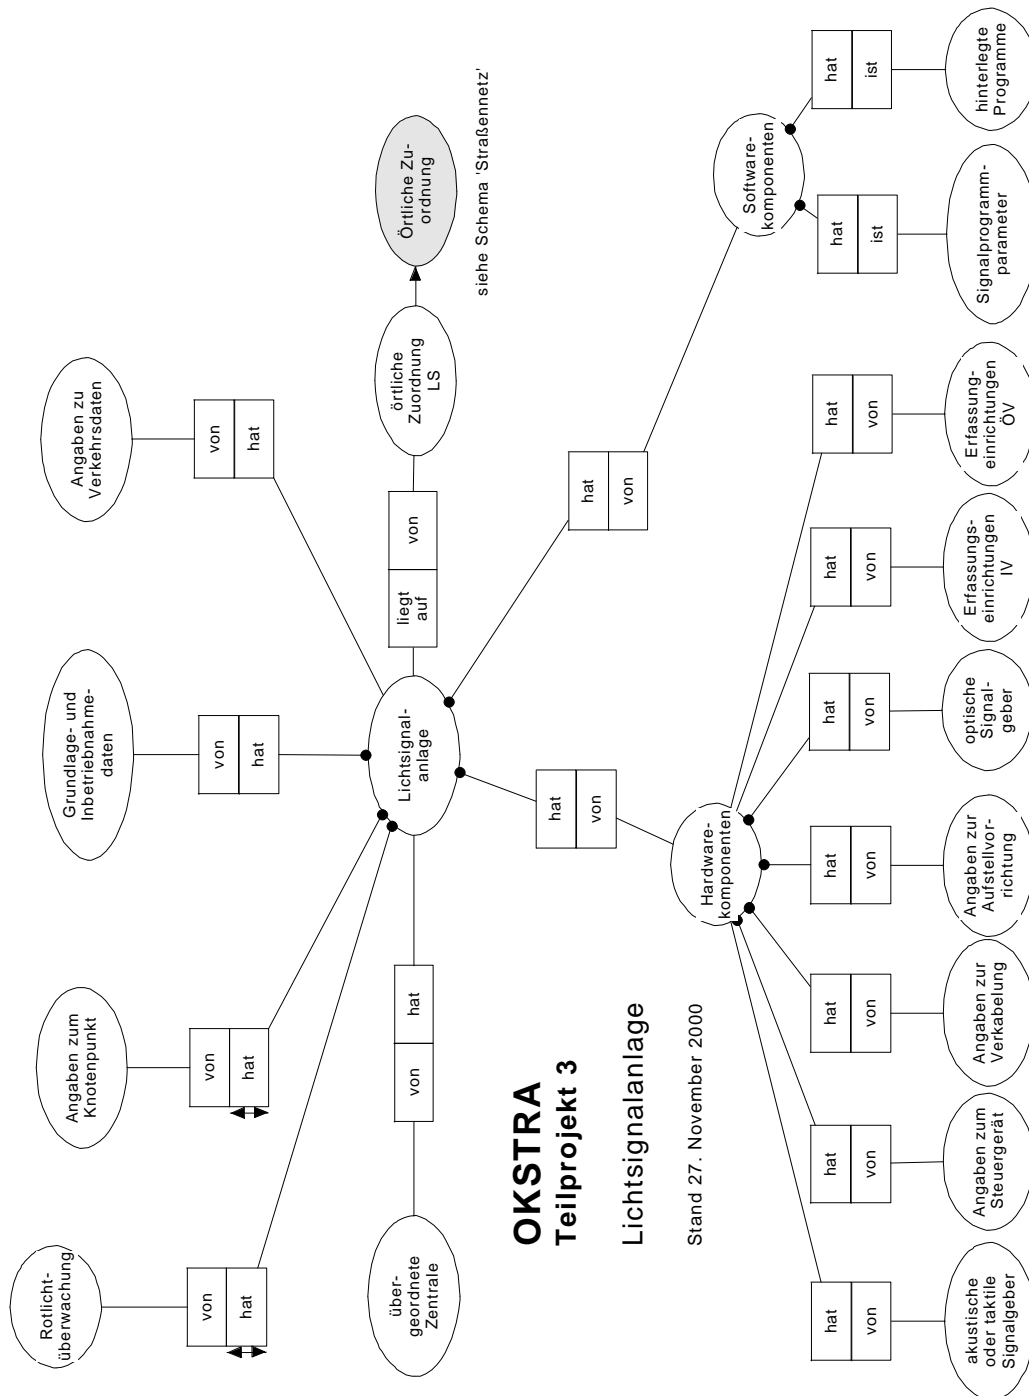 Rotlicht-
überwachung
Angaben zum
Knotenpunkt
Grundlage- und
Inbetriebnahme-
daten
Angaben zu
Verkehrsdaten
von
hat
von
hat
von
hat
von
hat
über-
geordnete
Zentrale
von
hat
Lichtsignal-
anlage
liegt
auf
von
örtliche
Zuordnung
LS
Örtliche Zu-
ordnung
siehe Schema 'Straßennetz'
OKSTRA
Teilprojekt 3
Lichtsignalanlage
Stand 27. November 2000
hat
von
hat
von
Hardware-
komponenten
Software-
komponenten
hat
von
hat
von
hat
von
hat
von
hat
von
hat
von
hat
von
hat
ist
hat
ist
akustische
oder taktile
Signalgeber
Angaben zum
Steuergerät
Angaben zur
Verkabelung
Angaben zur
Aufstellvor-
richtung
optische
Signal-
geber
Erfassungs-
einrichtungen
IV
Erfassung-
einrichtungen
ÖV
Signalprogramm-
parameter
hinterlegte
Programme